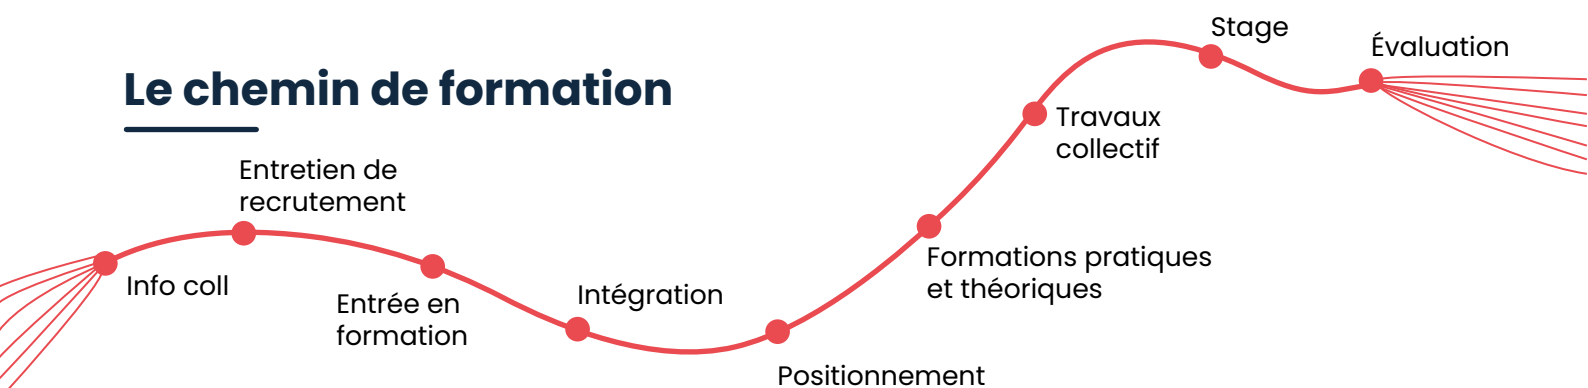 Le chemin de formation
Info coll
Entretien de
recrutement
Entrée en
formation
Intégration
Positionnement
Formations pratiques
et théoriques
Travaux
collectif
Stage
Évaluation